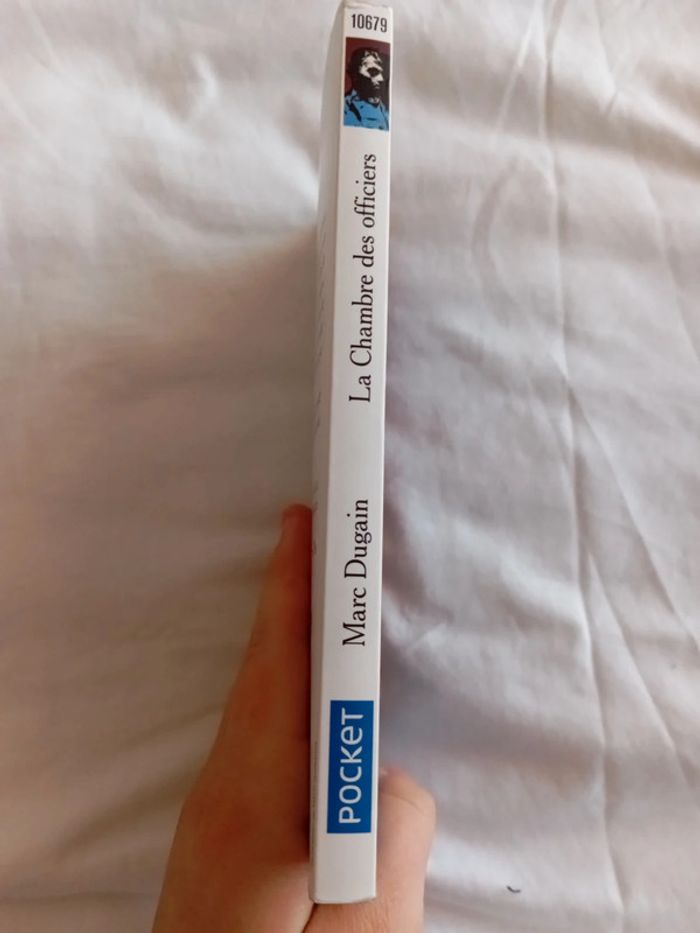 10679
La Chambre des officiers
Marc Dugain
POCKET